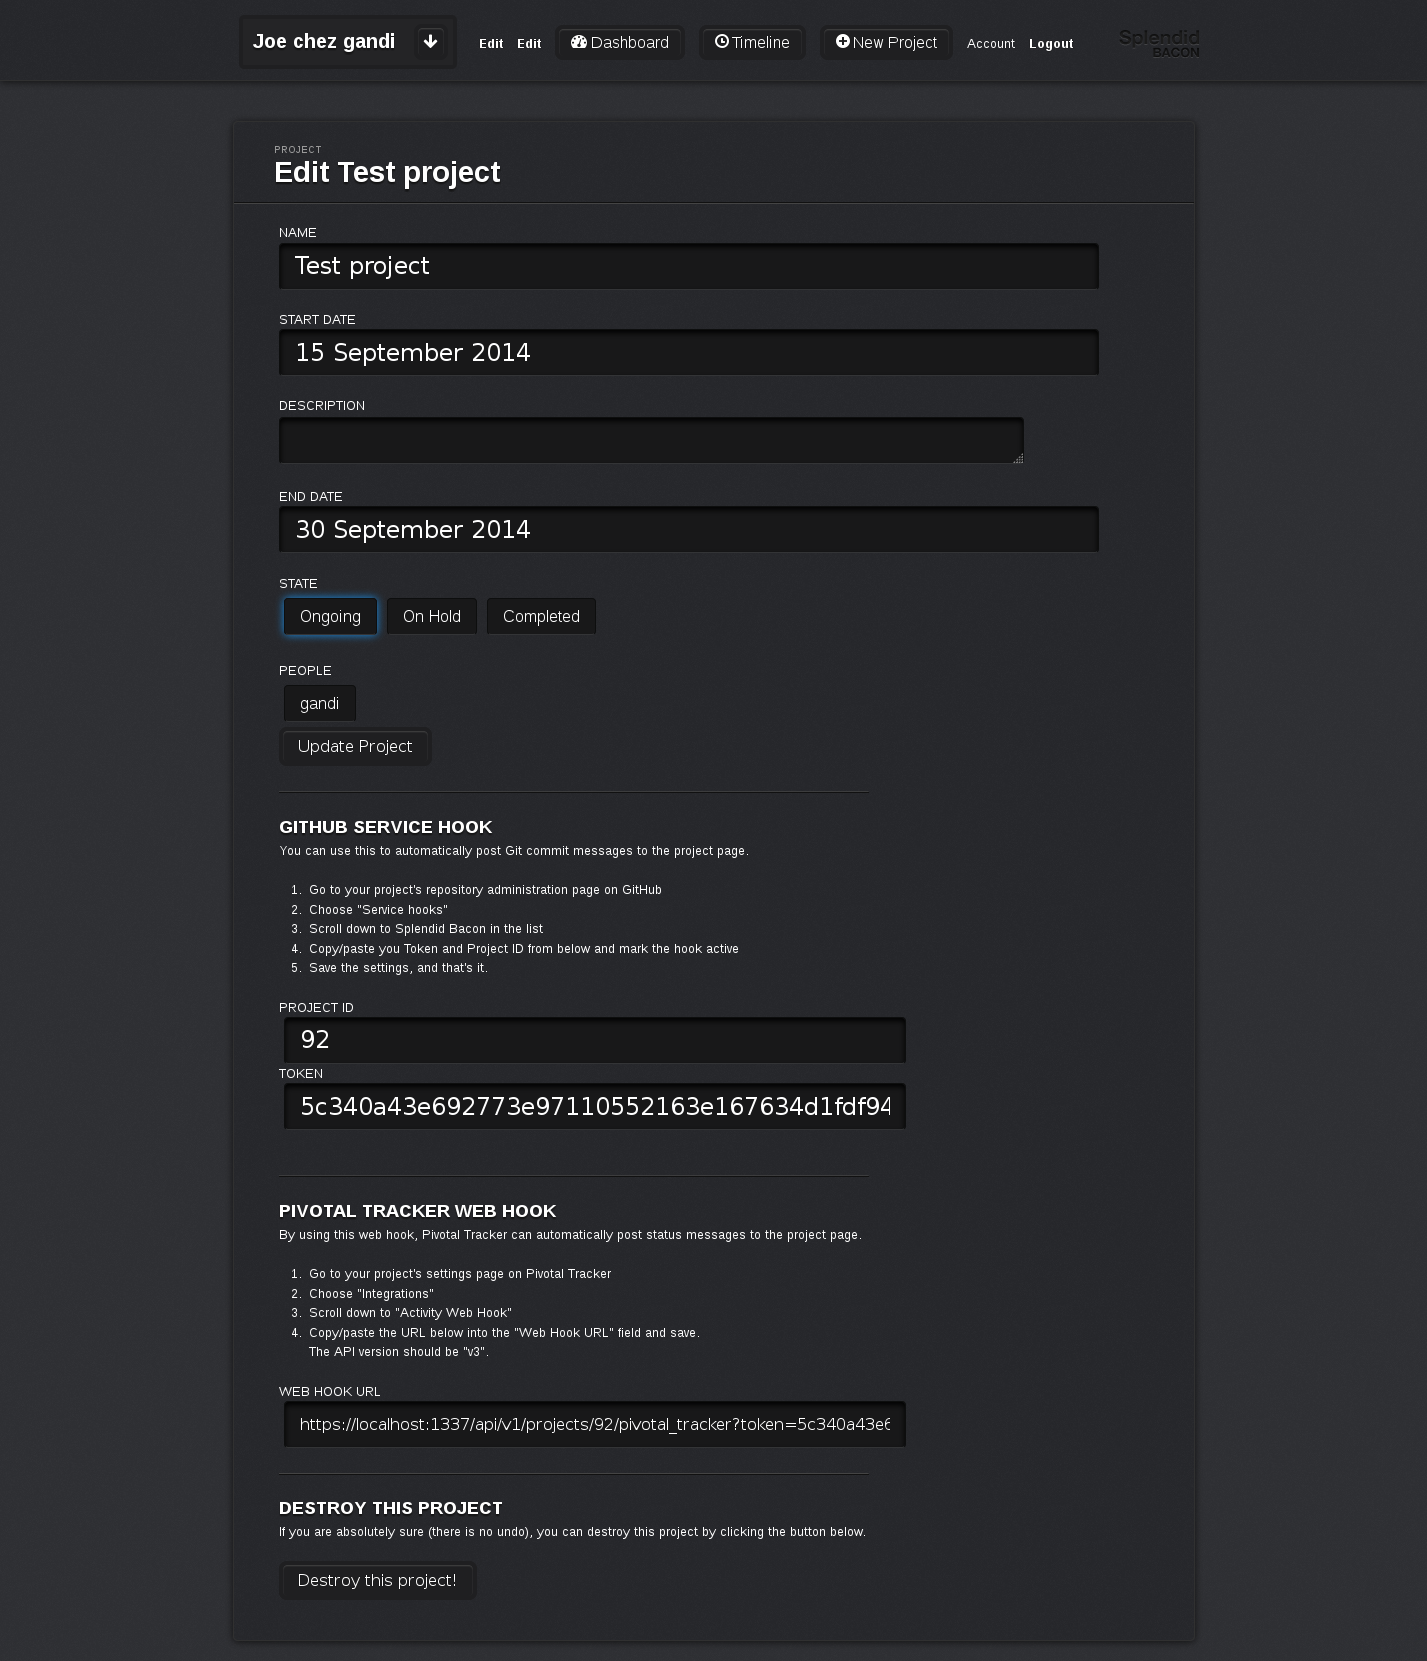 Joe chez gandi
Edit Edit Dashboard Timeline New Project Account Logout
Splendid
BACON
PROJECT
Edit Test project
NAME
Test project
START DATE
15 September 2014
DESCRIPTION
END DATE
30 September 2014
STATE
Ongoing On Hold Completed
PEOPLE
gandi
Update Project
GITHUB SERVICE HOOK
You can use this to automatically post Git commit messages to the project page.
1. Go to your project's repository administration page on GitHub
2. Choose "Service hooks"
3. Scroll down to Splendid Bacon in the list
4. Copy/paste you Token and Project ID from below and mark the hook active
5. Save the settings, and that's it.
PROJECT ID
92
TOKEN
5c340a43e692773e97110552163e167634d1fdf94
PIVOTAL TRACKER WEB HOOK
By using this web hook, Pivotal Tracker can automatically post status messages to the project page.
1. Go to your project's settings page on Pivotal Tracker
2. Choose "Integrations"
3. Scroll down to "Activity Web Hook"
4. Copy/paste the URL below into the "Web Hook URL" field and save.
The API version should be "v3".
WEB HOOK URL
https://localhost:1337/api/v1/projects/92/pivotal_tracker?token=5c340a43e6
DESTROY THIS PROJECT
If you are absolutely sure (there is no undo), you can destroy this project by clicking the button below.
Destroy this project!